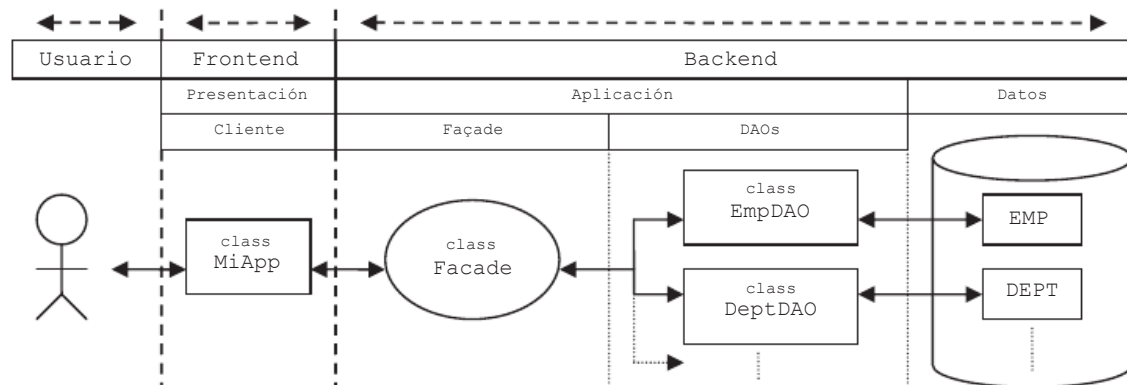 Usuario Frontend Backend
Presentación Aplicación Datos
Cliente Façade DAOs
class
EmpDAO
EMP
class
MiApp
class
Facade
class
DeptDAO
DEPT